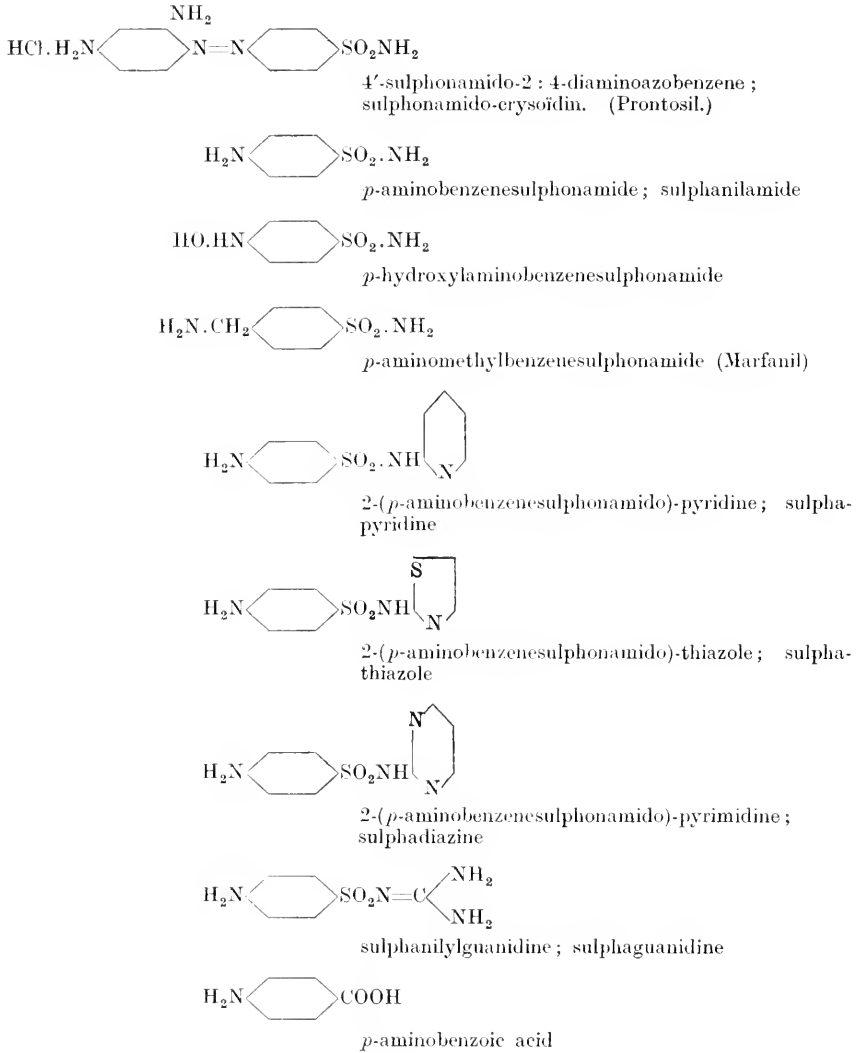 NH₂
HCl.H₂N N=N SO₂NH₂
4′-sulphonamido-2 : 4-diaminoazobenzene ;
sulphonamido-crysoïdin. (Prontosil.)
H₂N SO₂.NH₂
p-aminobenzenesulphonamide ; sulphanilamide
HO.HN SO₂.NH₂
p-hydroxylaminobenzenesulphonamide
H₂N.CH₂ SO₂.NH₂
p-aminomethylbenzenesulphonamide (Marfanil)
H₂N SO₂.NH N
2-(p-aminobenzenesulphonamido)-pyridine ; sulpha-
pyridine
S
H₂N SO₂NH N
2-(p-aminobenzenesulphonamido)-thiazole ; sulpha-
thiazole
N
H₂N SO₂NH N
2-(p-aminobenzenesulphonamido)-pyrimidine ;
sulphadiazine
NH₂
H₂N SO₂N=C
NH₂
sulphanilylguanidine ; sulphaguanidine
H₂N COOH
p-aminobenzoic acid